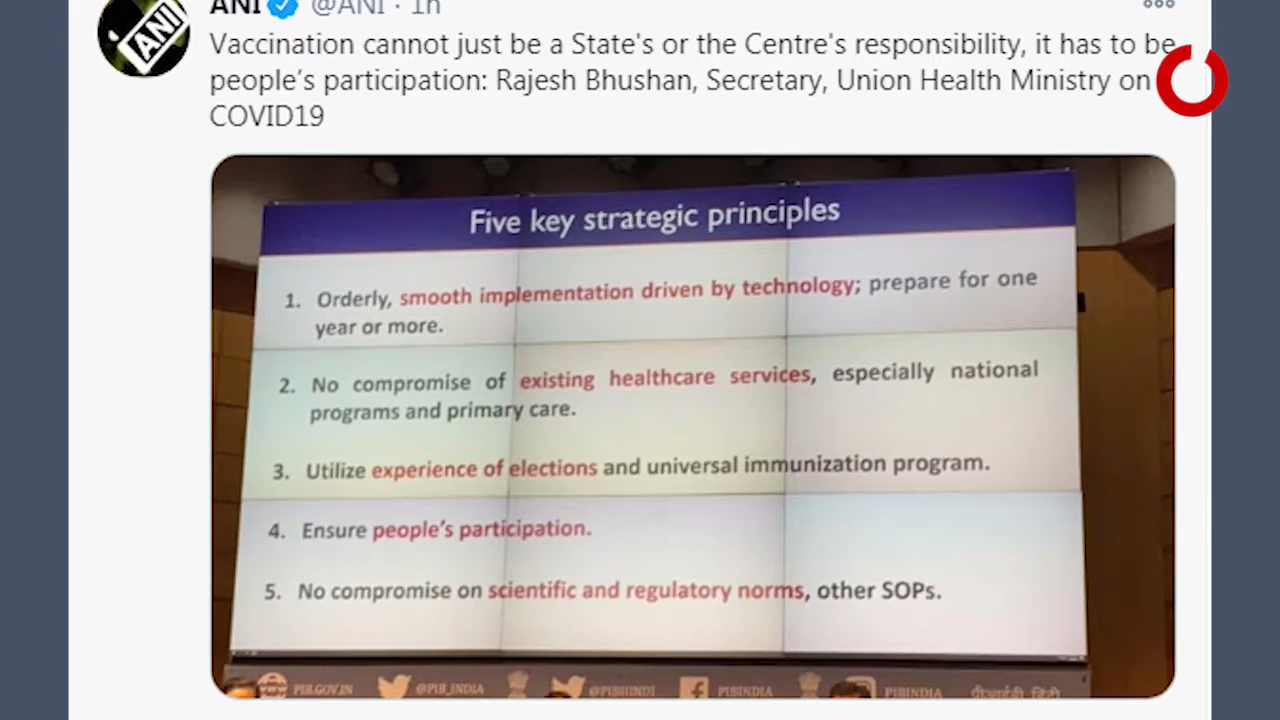 ANI @ANI · 1h
Vaccination cannot just be a State's or the Centre's responsibility, it has to be
people's participation: Rajesh Bhushan, Secretary, Union Health Ministry on
COVID19
ANI
Five key strategic principles
1. Orderly, smooth implementation driven by technology; prepare for one
year or more.
2. No compromise of existing healthcare services, especially national
programs and primary care.
3. Utilize experience of elections and universal immunization program.
4. Ensure people's participation.
5. No compromise on scientific and regulatory norms, other SOPs.
PIB.GOV.IN @PIB_INDIA @PIBHINDI PIBINDIA PIBINDIA पीआईबी हिंदी